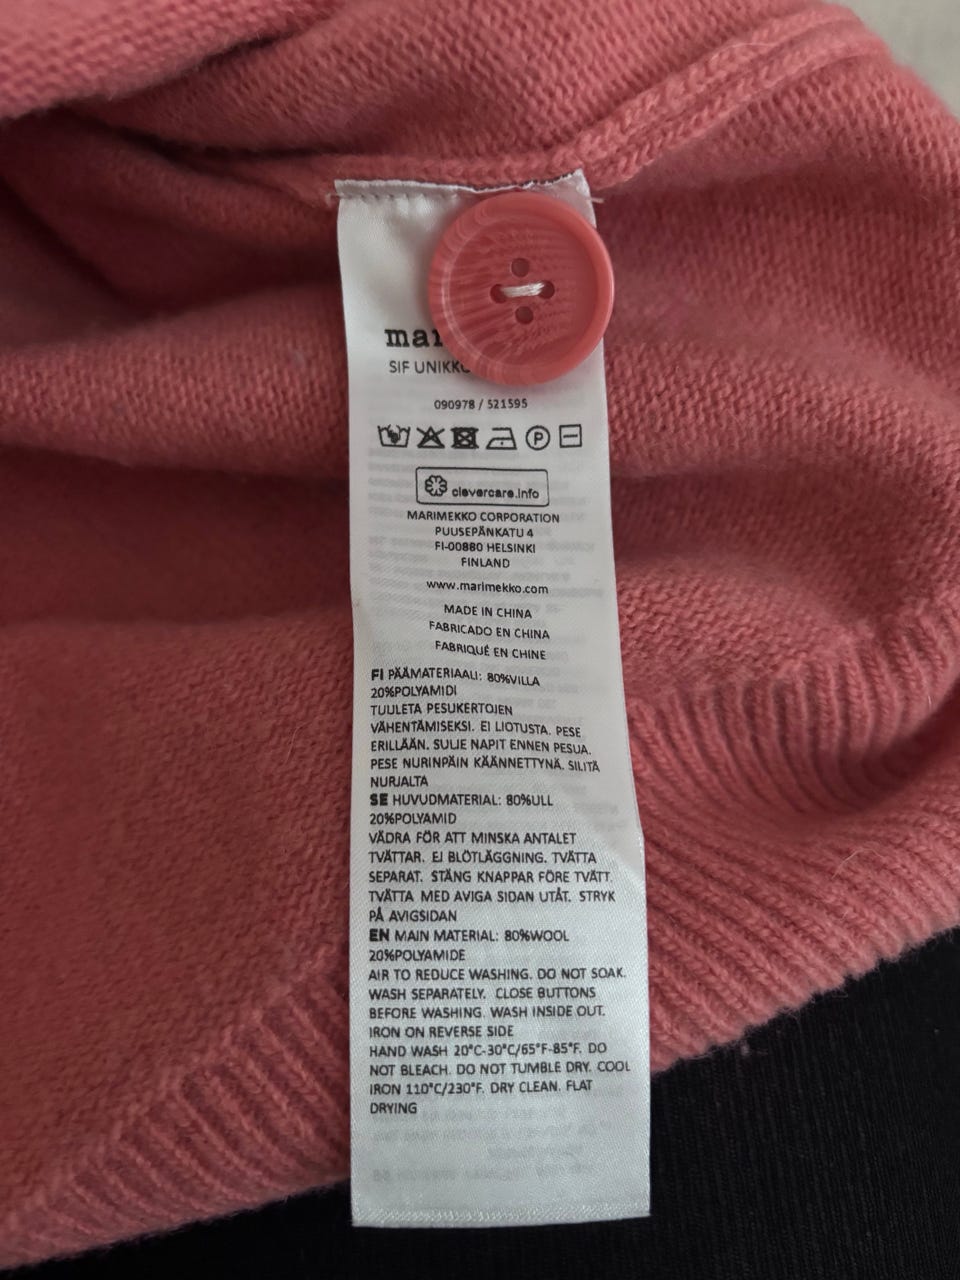 SIF
090978 / 521595
P
clevercare.info
MARIMEKKO CORPORATION
PUUSEPÄNKATU 4
FI-00880 HELSINKI
FINLAND
www.marimekko.com
MADE IN CHINA
FABRICADO EN CHINA
FABRIQUÉ EN CHINE
FI PÄÄMATERIAALI: 80%VILLA
20%POLYAMIDI
TUULETA PESUKERTOJEN
VÄHENTÄMISEKSI. EI LIOTUSTA. PESE
ERILLÄÄN. SULJE NAPIT ENNEN PESUA.
PESE NURINPÄIN KÄÄNNETTYNÄ. SILITÄ
NURJALTA
SE HUVUDMATERIAL: 80%ULL
20%POLYAMID
VÄDRA FÖR ATT MINSKA ANTALET
TVÄTTAR. EJ BLÖTLÄGGNING. TVÄTTA
SEPARAT. STÄNG KNAPPAR FÖRE TVÄTT.
TVÄTTA MED AVIGA SIDAN UTÅT. STRYK
PÅ AVIGSIDAN
EN MAIN MATERIAL: 80%WOOL
20%POLYAMIDE
AIR TO REDUCE WASHING. DO NOT SOAK.
WASH SEPARATELY. CLOSE BUTTONS
BEFORE WASHING. WASH INSIDE OUT.
IRON ON REVERSE SIDE
HAND WASH 20°C-30°C/65°F-85°F. DO
NOT BLEACH. DO NOT TUMBLE DRY. COOL
IRON 110°C/230°F. DRY CLEAN. FLAT
DRYING